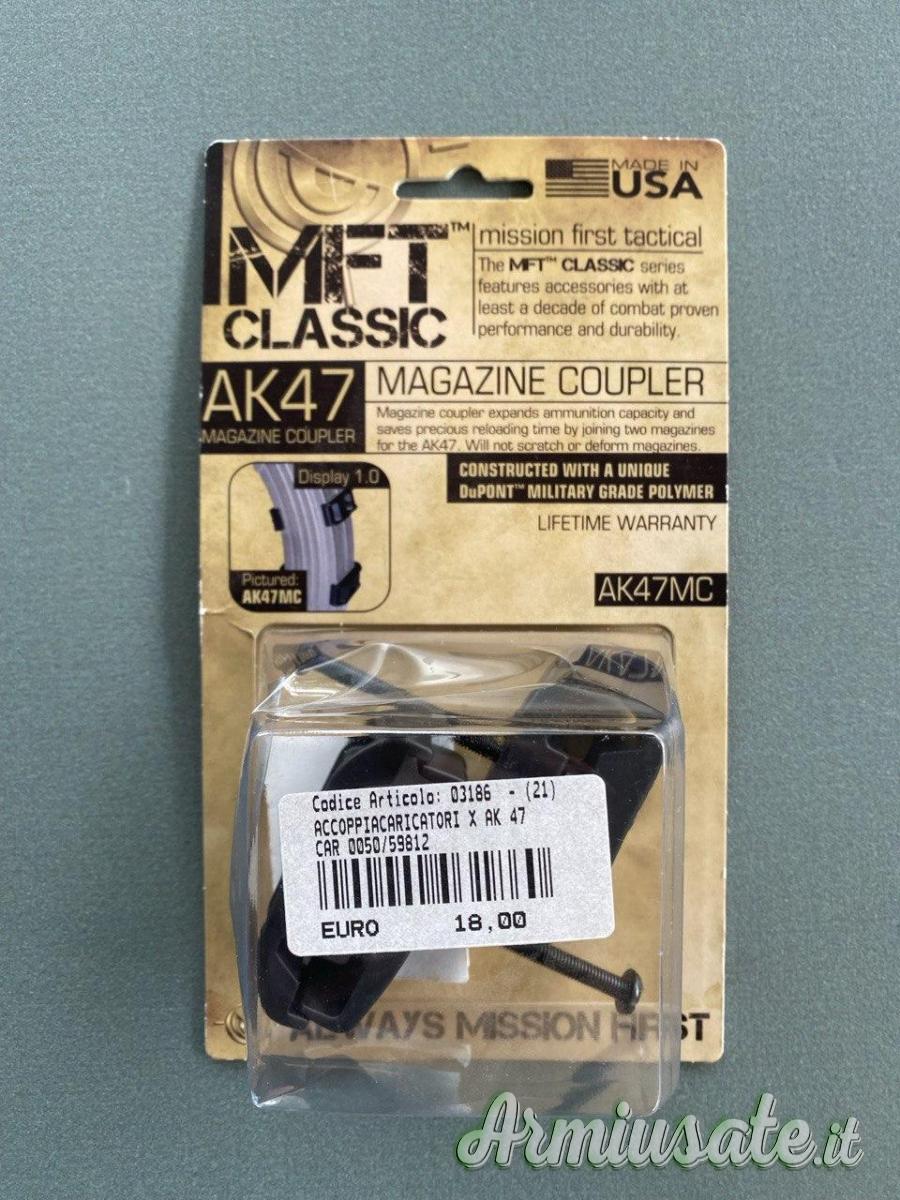 MADE IN
USA
MFT™
CLASSIC
mission first tactical
The MFT™ CLASSIC series
features accessories with at
least a decade of combat proven
performance and durability.
AK47
MAGAZINE COUPLER
MAGAZINE COUPLER
Magazine coupler expands ammunition capacity and
saves precious reloading time by joining two magazines
for the AK47. Will not scratch or deform magazines.
Display 1.0
CONSTRUCTED WITH A UNIQUE
DuPONT™ MILITARY GRADE POLYMER
LIFETIME WARRANTY
Pictured:
AK47MC
AK47MC
Codice Articolo: 03186 - (21)
ACCOPPIACARICATORI X AK 47
CAR 0050/59812
EURO 18,00
ALWAYS MISSION FIRST
Armiusate.it